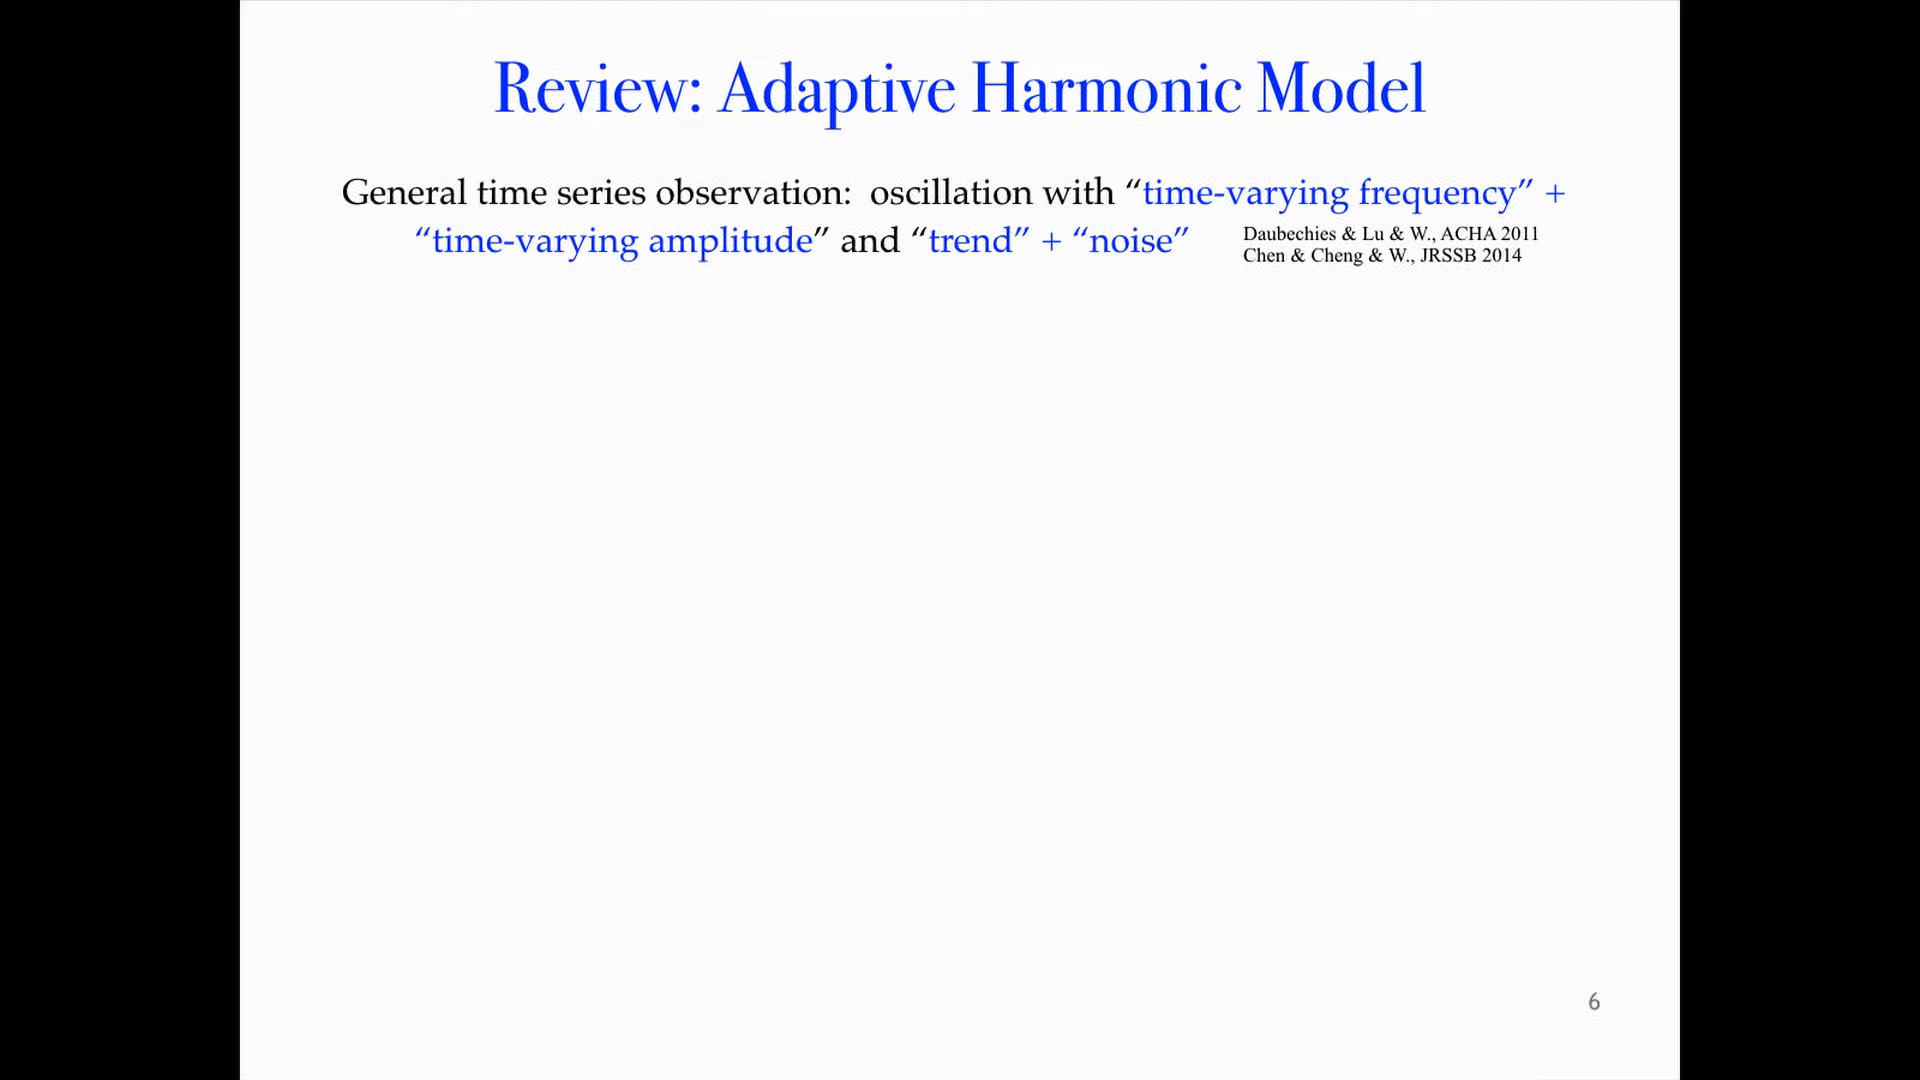 Review: Adaptive Harmonic Model
General time series observation:  oscillation with “time-varying frequency” +
“time-varying amplitude” and “trend” + “noise”
Daubechies & Lu & W., ACHA 2011
Chen & Cheng & W., JRSSB 2014
6